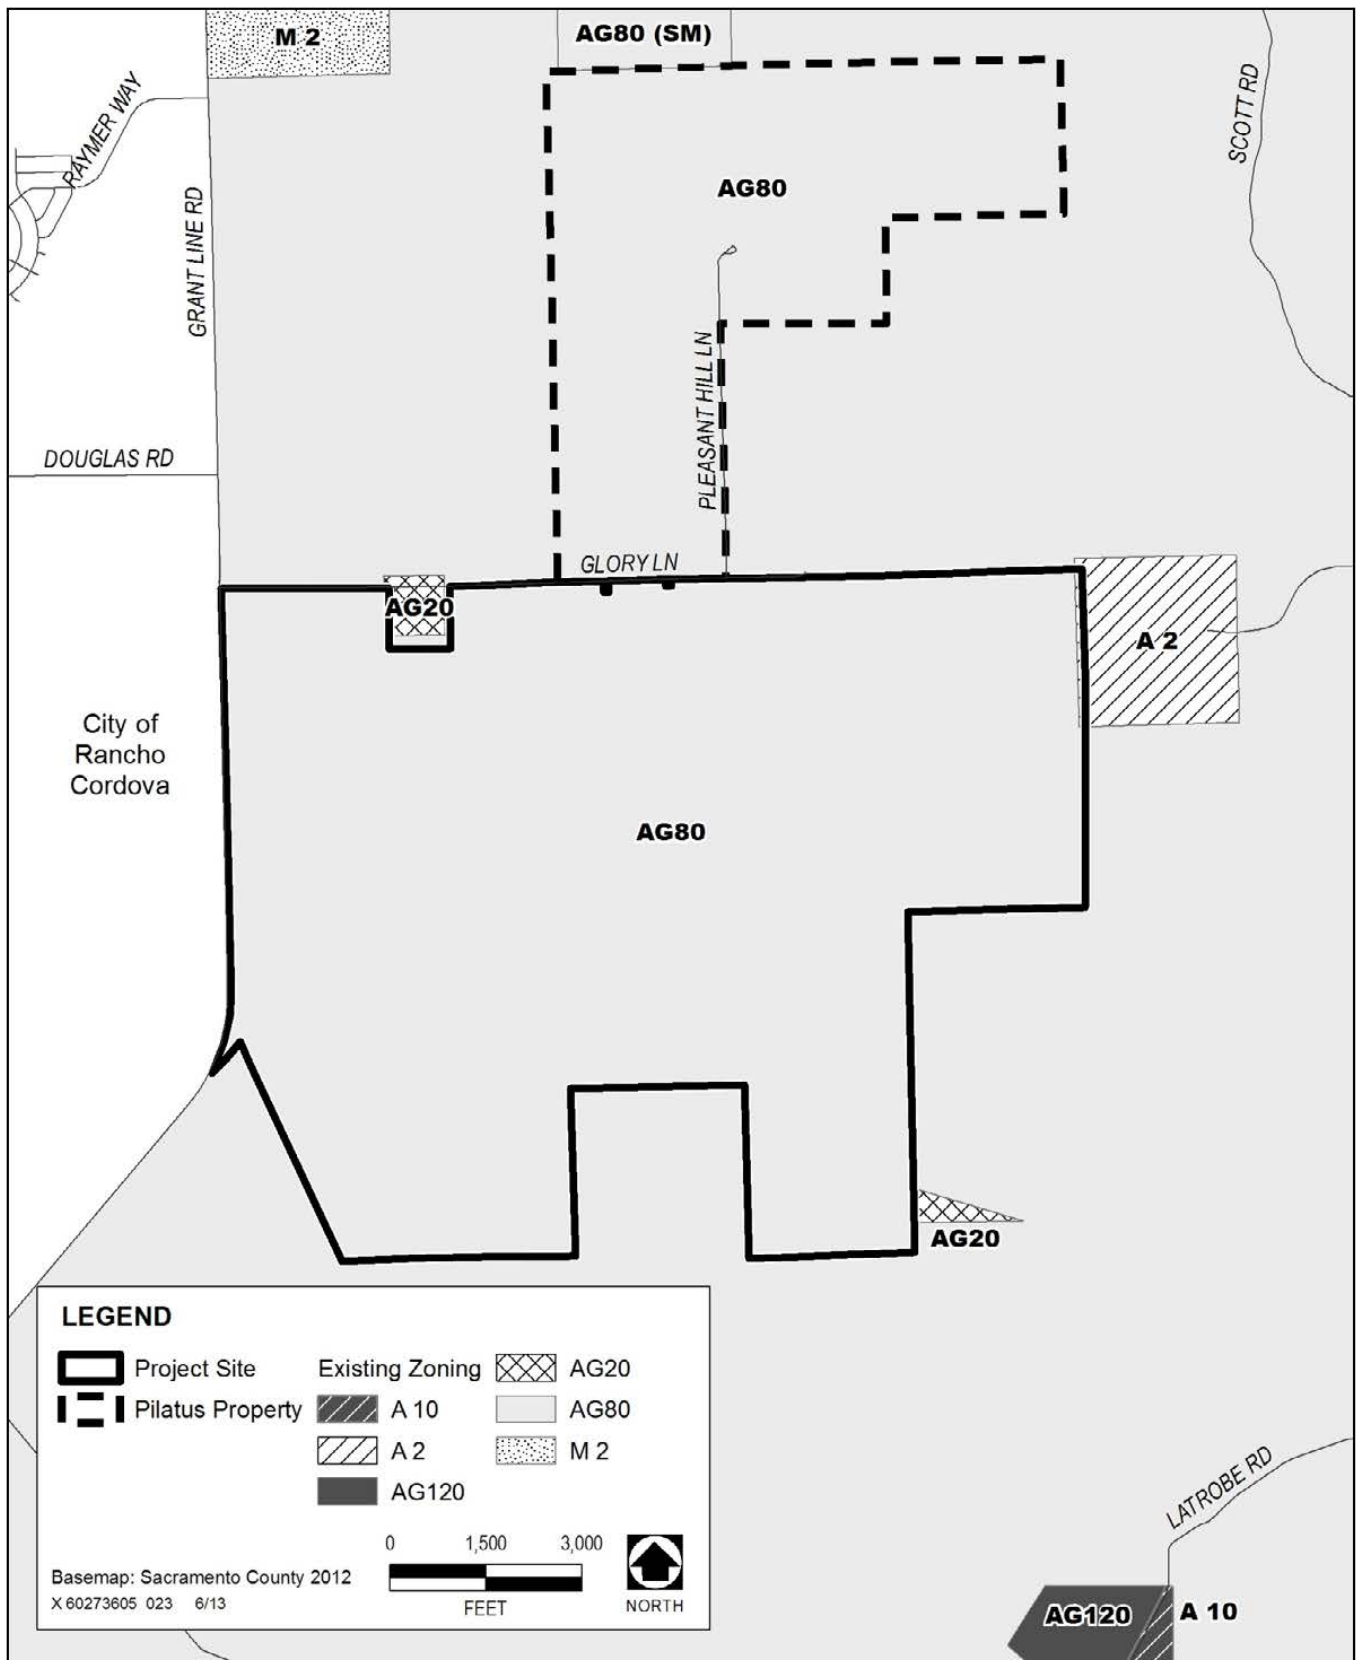 M 2
AG80 (SM)
RAYMER WAY
SCOTT RD
AG80
GRANT LINE RD
PLEASANT HILL LN
DOUGLAS RD
GLORY LN
AG20
A 2
City of
Rancho
Cordova
AG80
AG20
LEGEND
Project Site
Pilatus Property
Existing Zoning
A 10
A 2
AG120
AG20
AG80
M 2
0 1,500 3,000
FEET
NORTH
Basemap: Sacramento County 2012
X 60273605 023 6/13
LATROBE RD
AG120
A 10